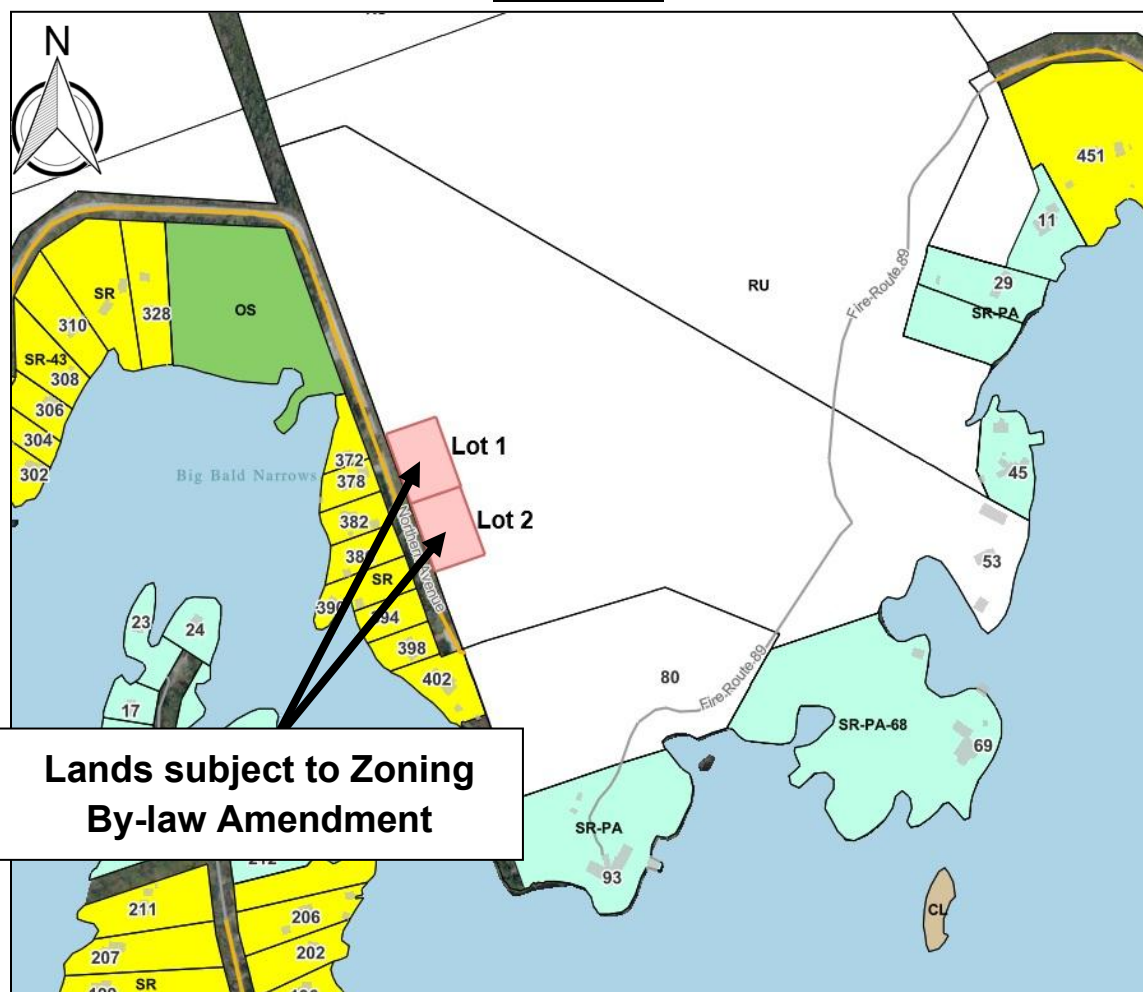 N
451
11
RU
29
SR-PA
Fire Route 89
SR
328
OS
310
SR-43
308
306
304
302
Lot 1
372
Big Bald Narrows
378
45
Lot 2
382
Northern Avenue
53
SR
390
394
23
24
398
402
80
Fire Route 89
17
SR-PA-68
69
Lands subject to Zoning
By-law Amendment
SR-PA
93
211
206
CL
207
202
SR